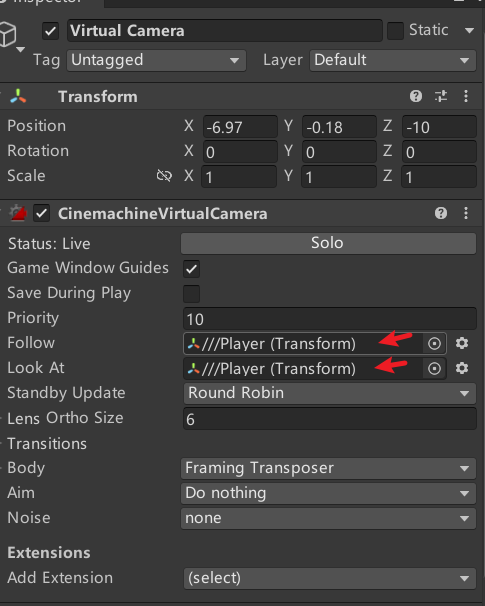 Inspector
Virtual Camera Static
Tag Untagged Layer Default
Transform
Position X -6.97 Y -0.18 Z -10
Rotation X 0 Y 0 Z 0
Scale X 1 Y 1 Z 1
CinemachineVirtualCamera
Status: Live Solo
Game Window Guides
Save During Play
Priority 10
Follow ///Player (Transform)
Look At ///Player (Transform)
Standby Update Round Robin
Lens Ortho Size 6
Transitions
Body Framing Transposer
Aim Do nothing
Noise none
Extensions
Add Extension (select)